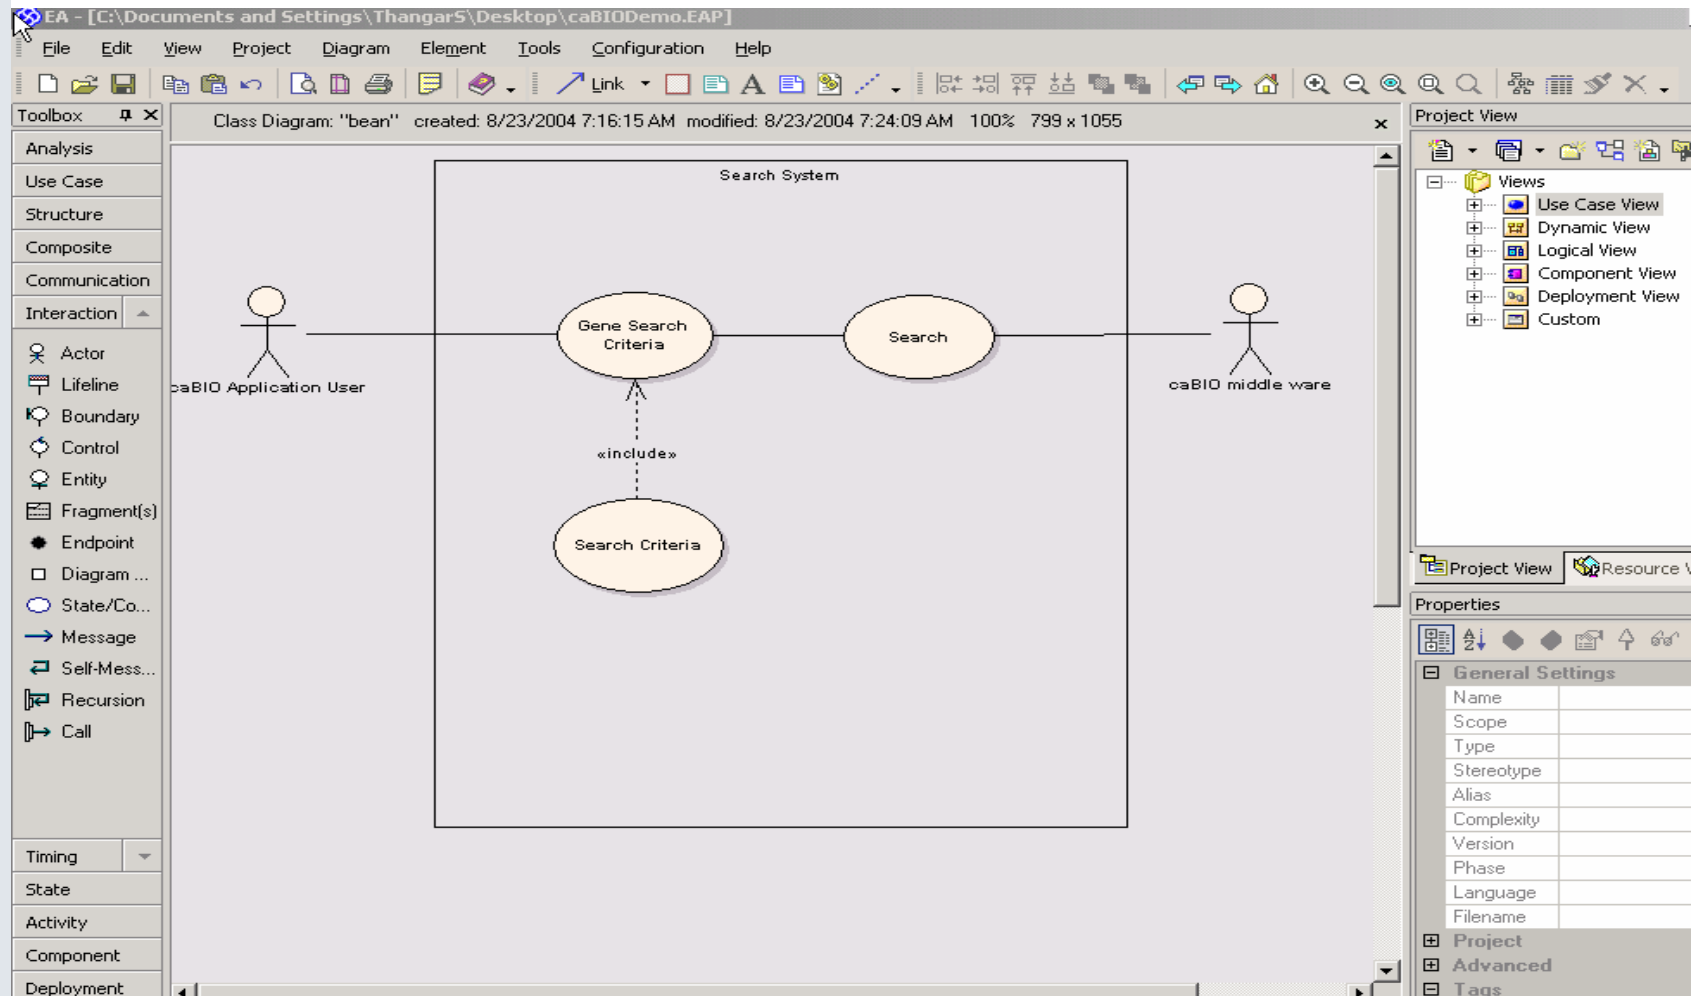 EA - [C:\Documents and Settings\ThangarS\Desktop\caBIODemo.EAP]
File Edit View Project Diagram Element Tools Configuration Help
Link
Toolbox
Analysis
Use Case
Structure
Composite
Communication
Interaction
Actor
Lifeline
Boundary
Control
Entity
Fragment(s)
Endpoint
Diagram ...
State/Co...
Message
Self-Mess...
Recursion
Call
Timing
State
Activity
Component
Deployment
Class Diagram: "bean" created: 8/23/2004 7:16:15 AM modified: 8/23/2004 7:24:09 AM 100% 799 x 1055
Search System
caBIO Application User
Gene Search
Criteria
Search
caBIO middle ware
«include»
Search Criteria
Project View
Views
Use Case View
Dynamic View
Logical View
Component View
Deployment View
Custom
Project View Resource V
Properties
General Settings
Name
Scope
Type
Stereotype
Alias
Complexity
Version
Phase
Language
Filename
Project
Advanced
Tags